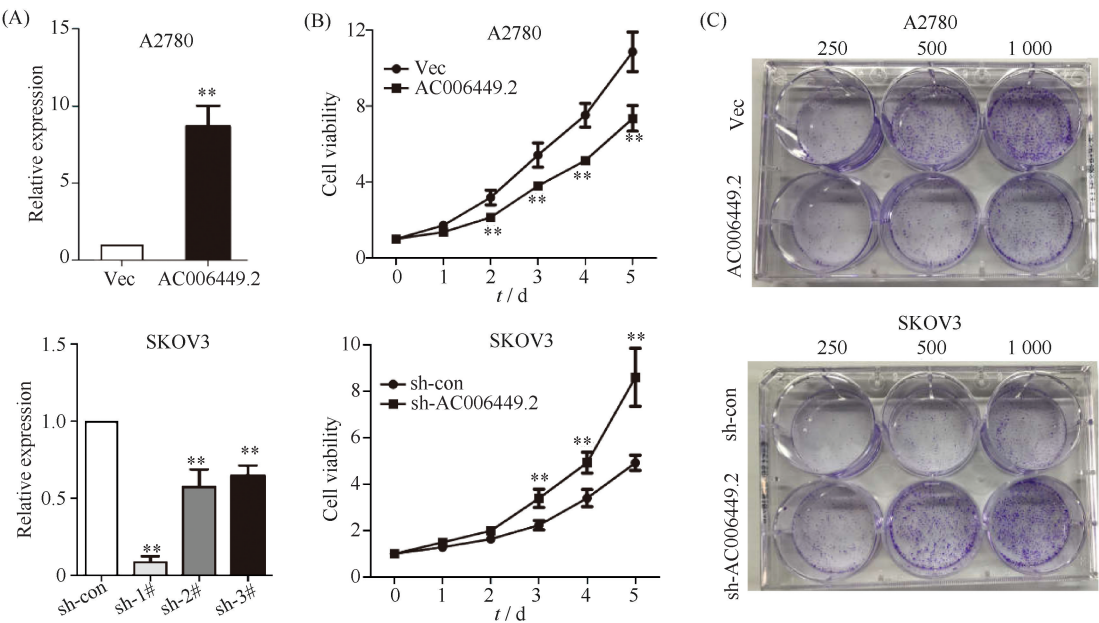 (A)
A2780
Relative expression
15
10
5
0
**
Vec AC006449.2
SKOV3
Relative expression
1.5
1.0
0.5
0
**
**
**
sh-con sh-1# sh-2# sh-3#
(B)
A2780
Cell viability
12
8
4
0
Vec
AC006449.2
**
**
**
**
0 1 2 3 4 5
t / d
SKOV3
Cell viability
10
8
6
4
2
0
sh-con
sh-AC006449.2
**
**
**
0 1 2 3 4 5
t / d
(C)
A2780
250 500 1 000
Vec
AC006449.2
SKOV3
250 500 1 000
sh-con
sh-AC006449.2